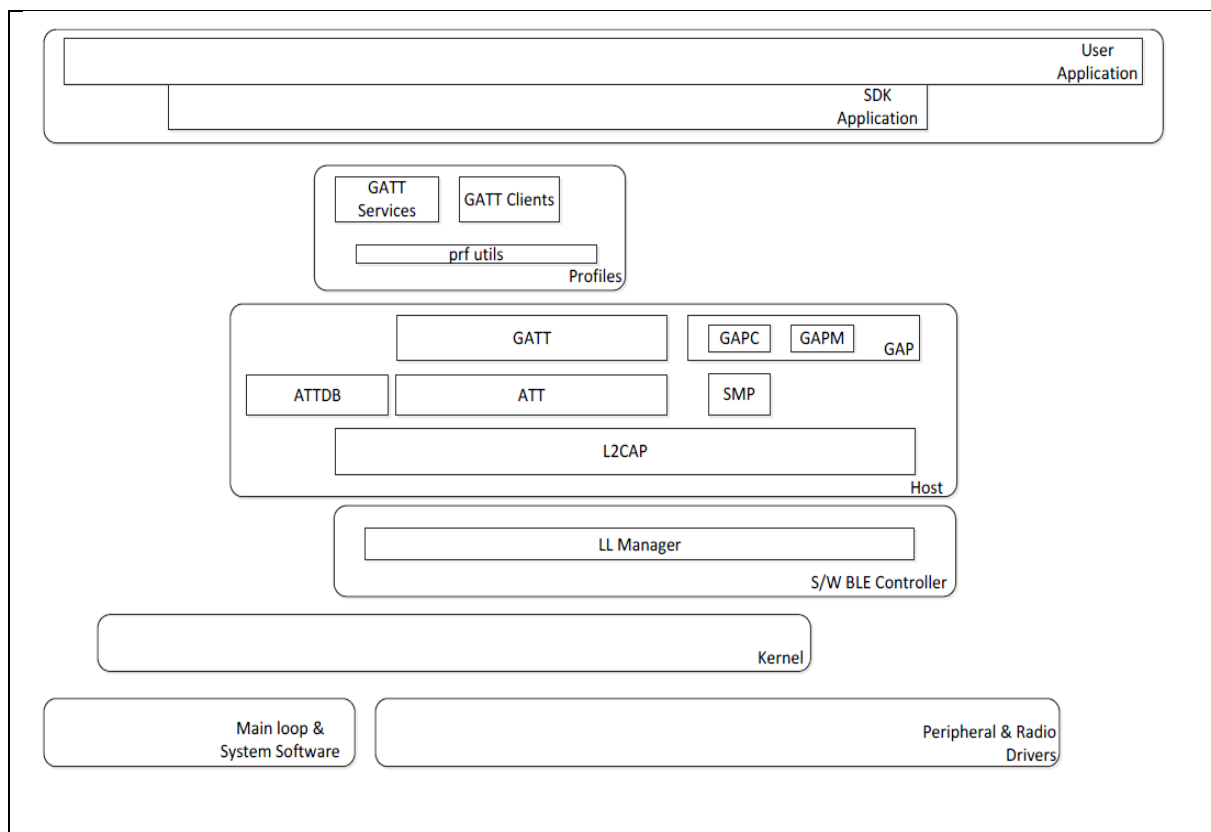 User
Application
SDK
Application
GATT
Services
GATT Clients
prf utils
Profiles
GATT
GAPC
GAPM
GAP
ATTDB
ATT
SMP
L2CAP
Host
LL Manager
S/W BLE Controller
Kernel
Main loop &
System Software
Peripheral & Radio
Drivers